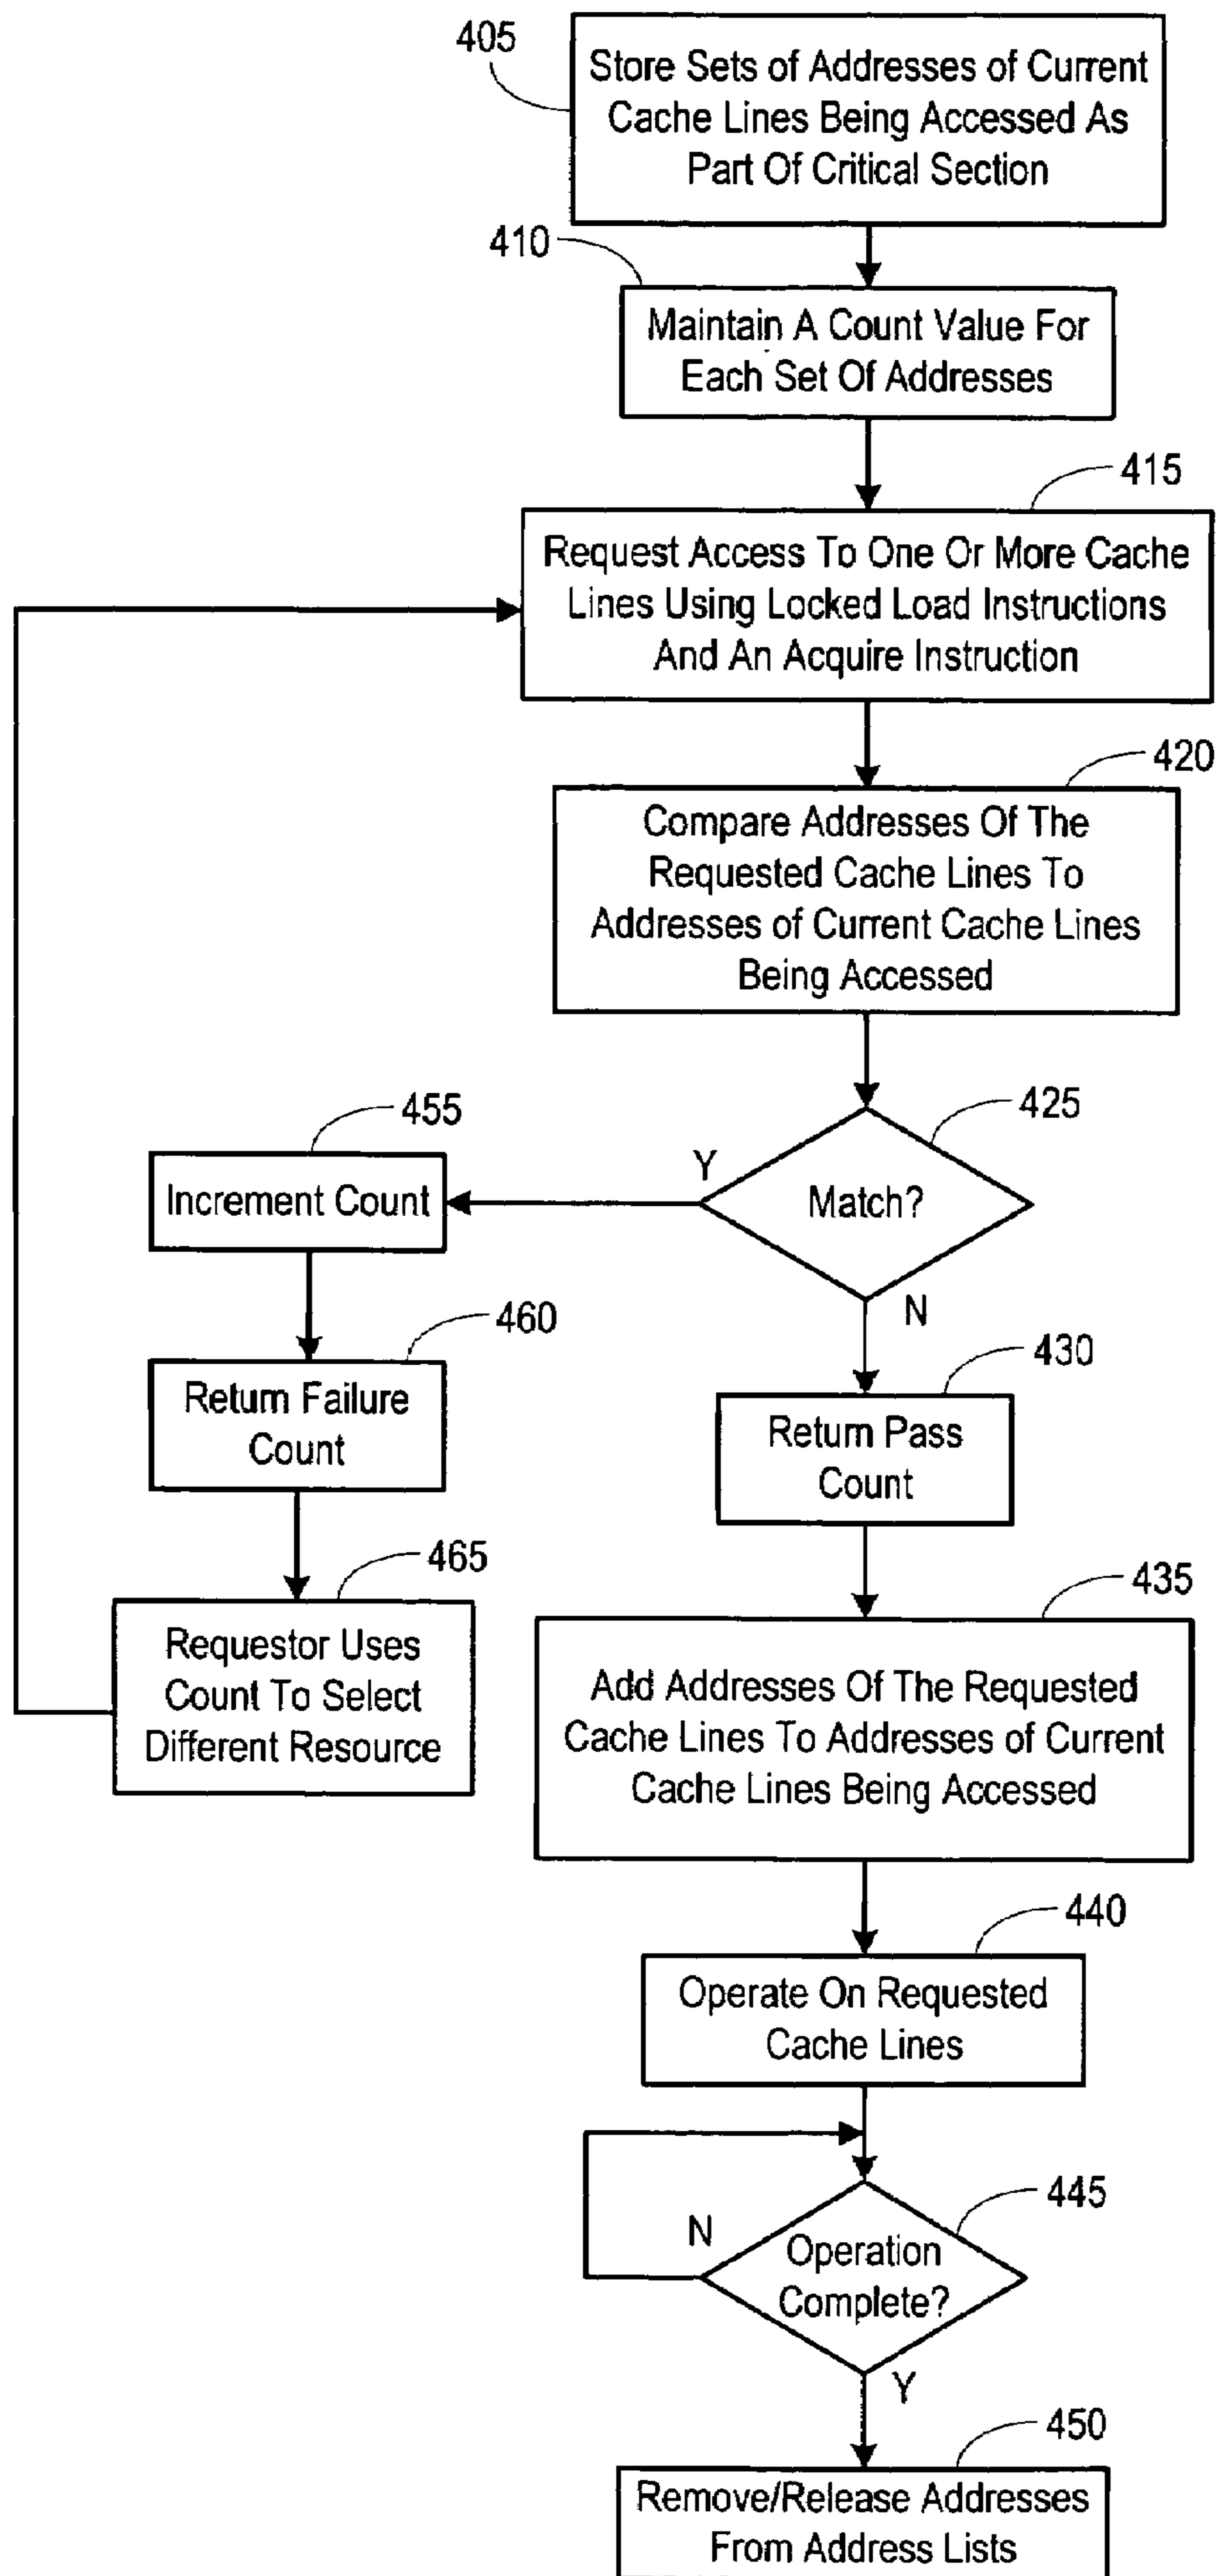 405
Store Sets of Addresses of Current
Cache Lines Being Accessed As
Part Of Critical Section
410
Maintain A Count Value For
Each Set Of Addresses
415
Request Access To One Or More Cache
Lines Using Locked Load Instructions
And An Acquire Instruction
420
Compare Addresses Of The
Requested Cache Lines To
Addresses of Current Cache Lines
Being Accessed
425
Match?
Y
N
455
Increment Count
460
Return Failure
Count
465
Requestor Uses
Count To Select
Different Resource
430
Return Pass
Count
435
Add Addresses Of The Requested
Cache Lines To Addresses of Current
Cache Lines Being Accessed
440
Operate On Requested
Cache Lines
445
Operation
Complete?
N
Y
450
Remove/Release Addresses
From Address Lists